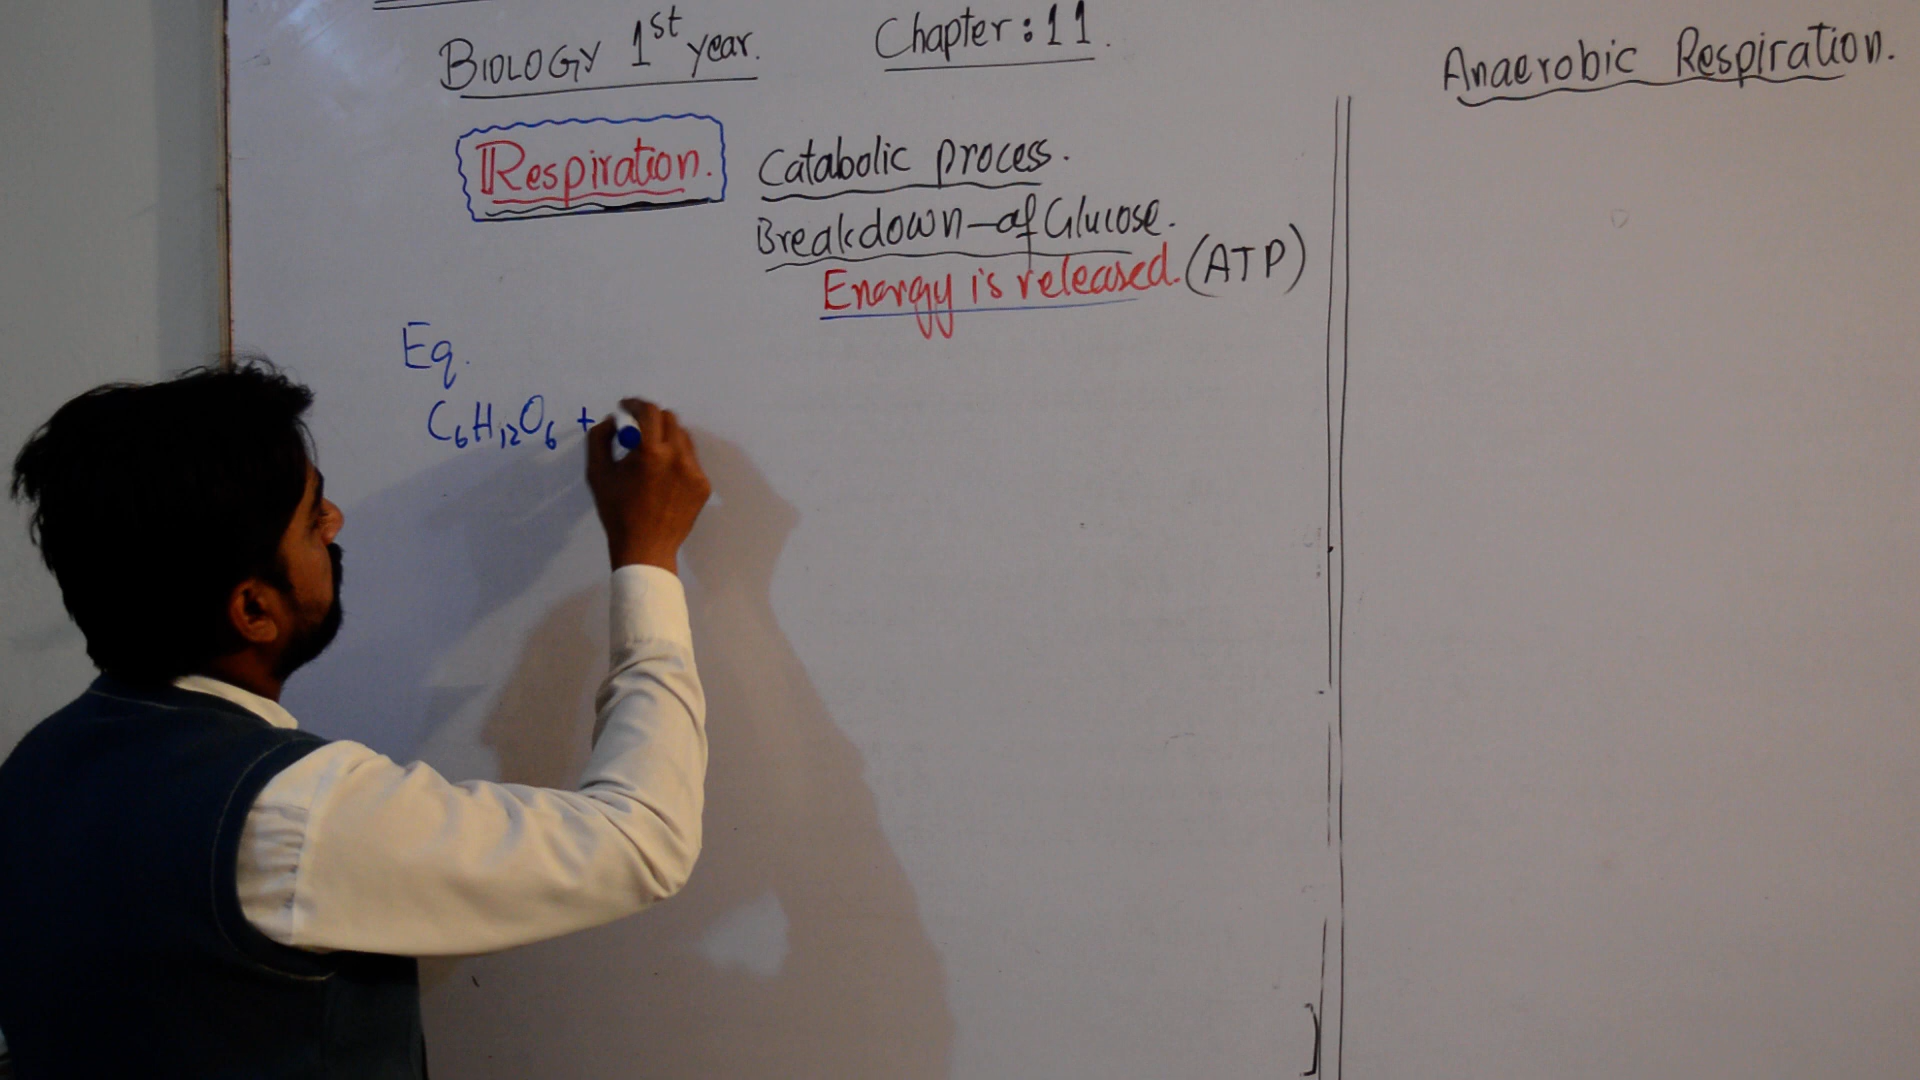 BIOLOGY 1st year.
Chapter: 11.
Respiration.
Catabolic process.
Breakdown-of Glucose.
Energy is released. (ATP)
Eq.
C6H12O6 +
Anaerobic Respiration.